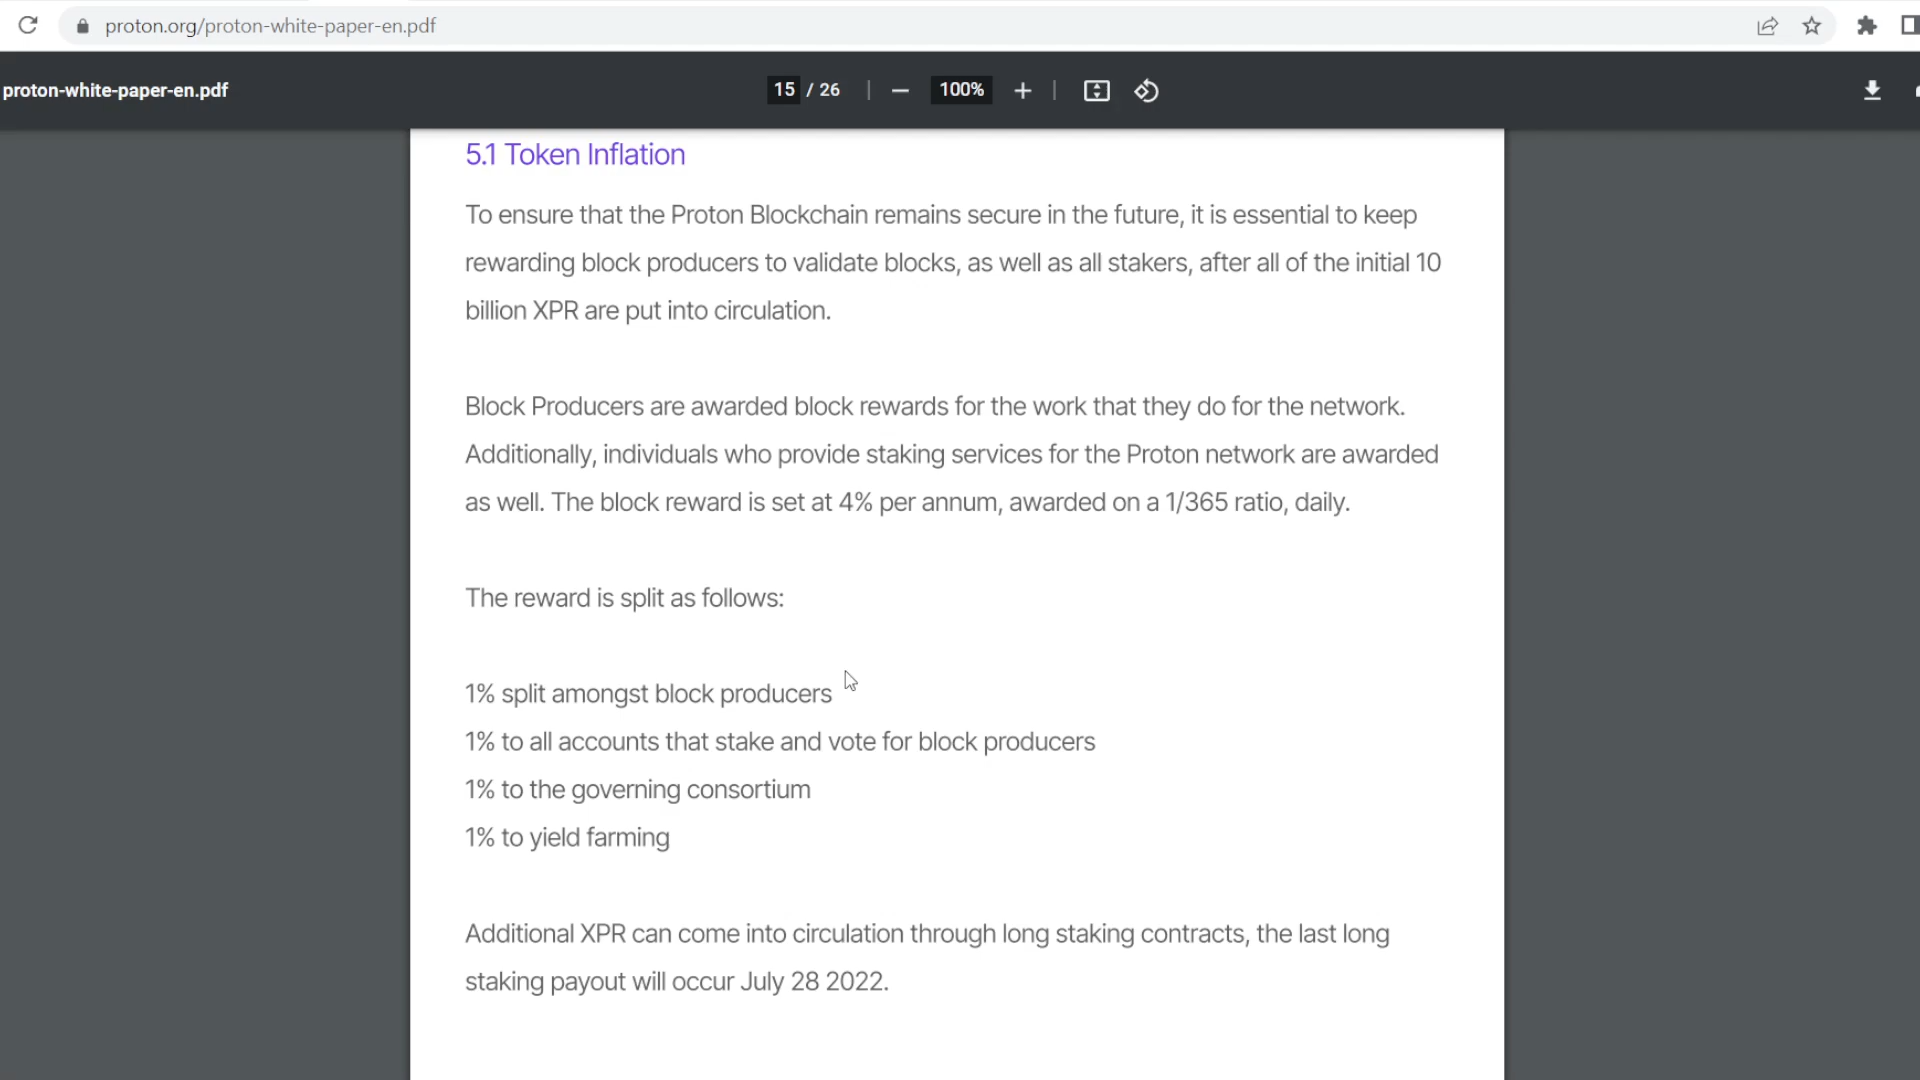 proton.org/proton-white-paper-en.pdf
proton-white-paper-en.pdf
15 / 26
100%
5.1 Token Inflation
To ensure that the Proton Blockchain remains secure in the future, it is essential to keep
rewarding block producers to validate blocks, as well as all stakers, after all of the initial 10
billion XPR are put into circulation.
Block Producers are awarded block rewards for the work that they do for the network.
Additionally, individuals who provide staking services for the Proton network are awarded
as well. The block reward is set at 4% per annum, awarded on a 1/365 ratio, daily.
The reward is split as follows:
1% split amongst block producers
1% to all accounts that stake and vote for block producers
1% to the governing consortium
1% to yield farming
Additional XPR can come into circulation through long staking contracts, the last long
staking payout will occur July 28 2022.